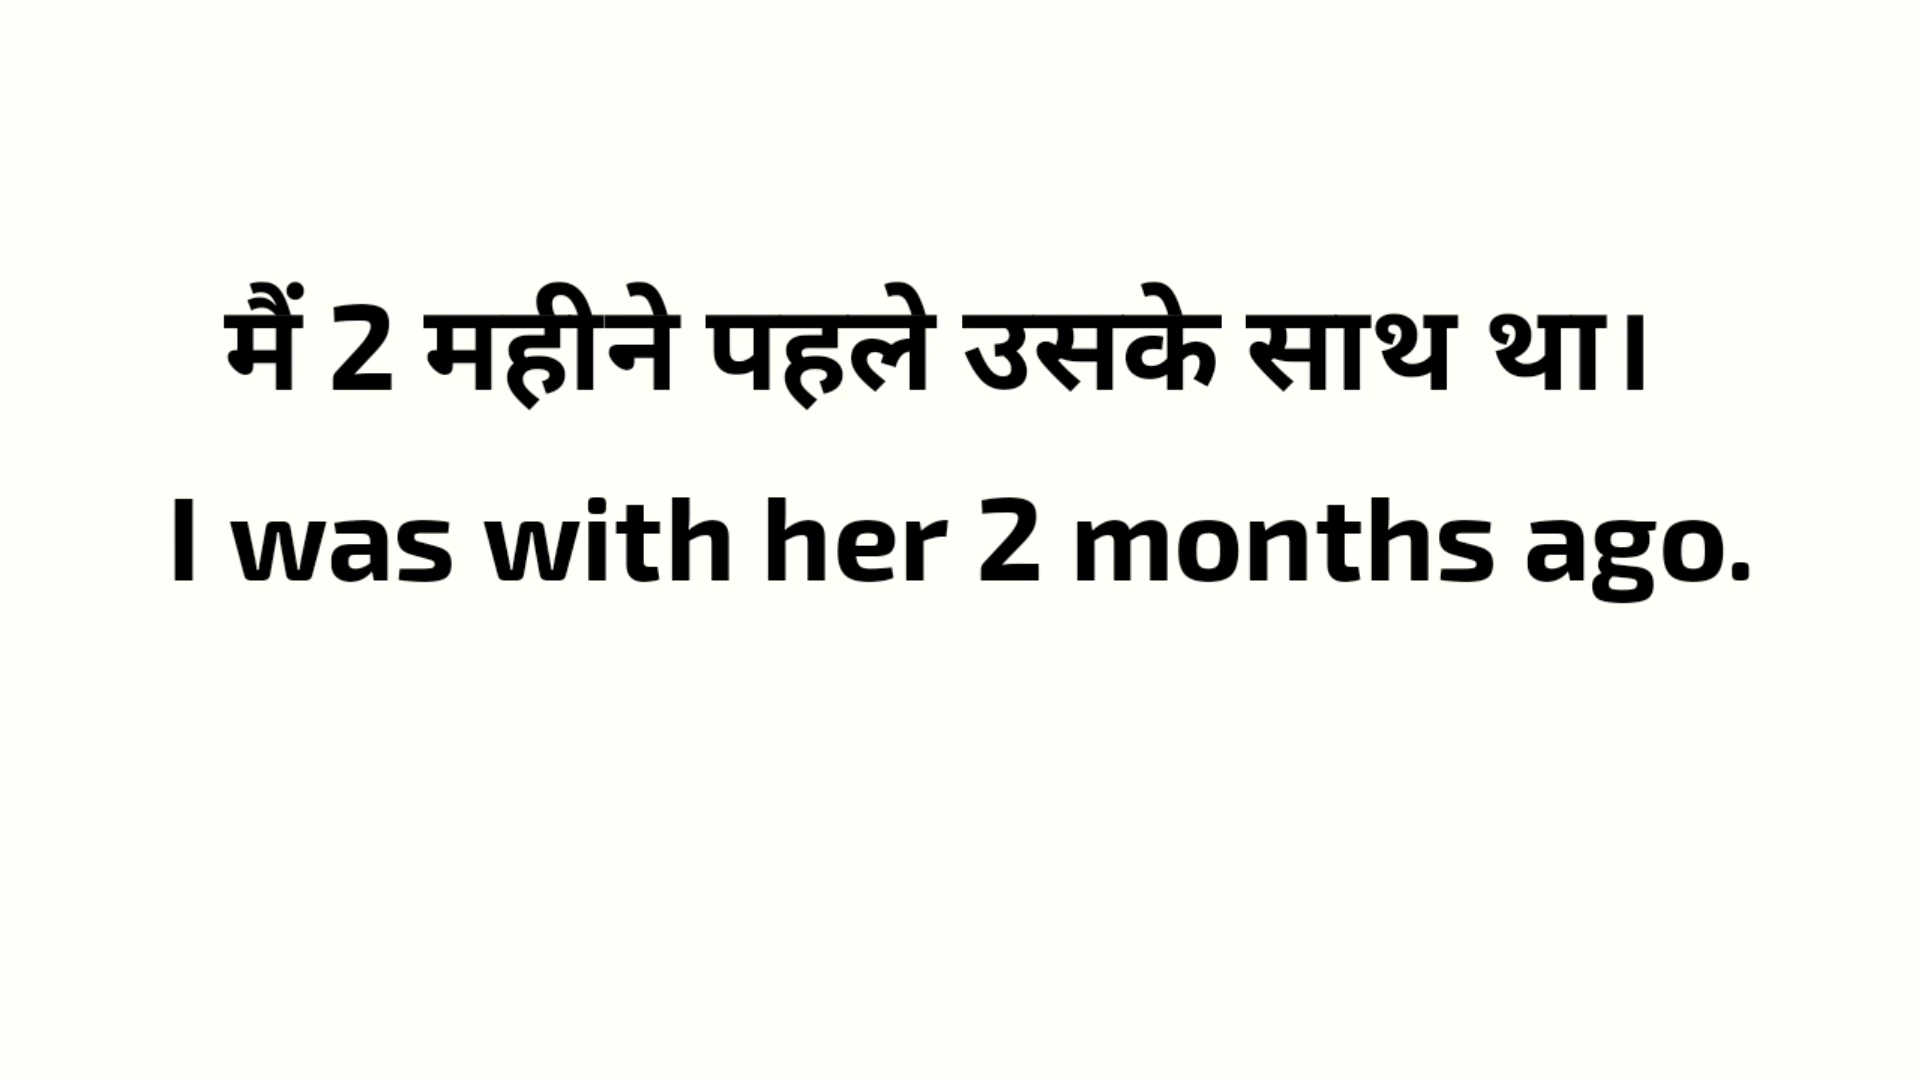 मैं 2 महीने पहले उसके साथ था।
I was with her 2 months ago.